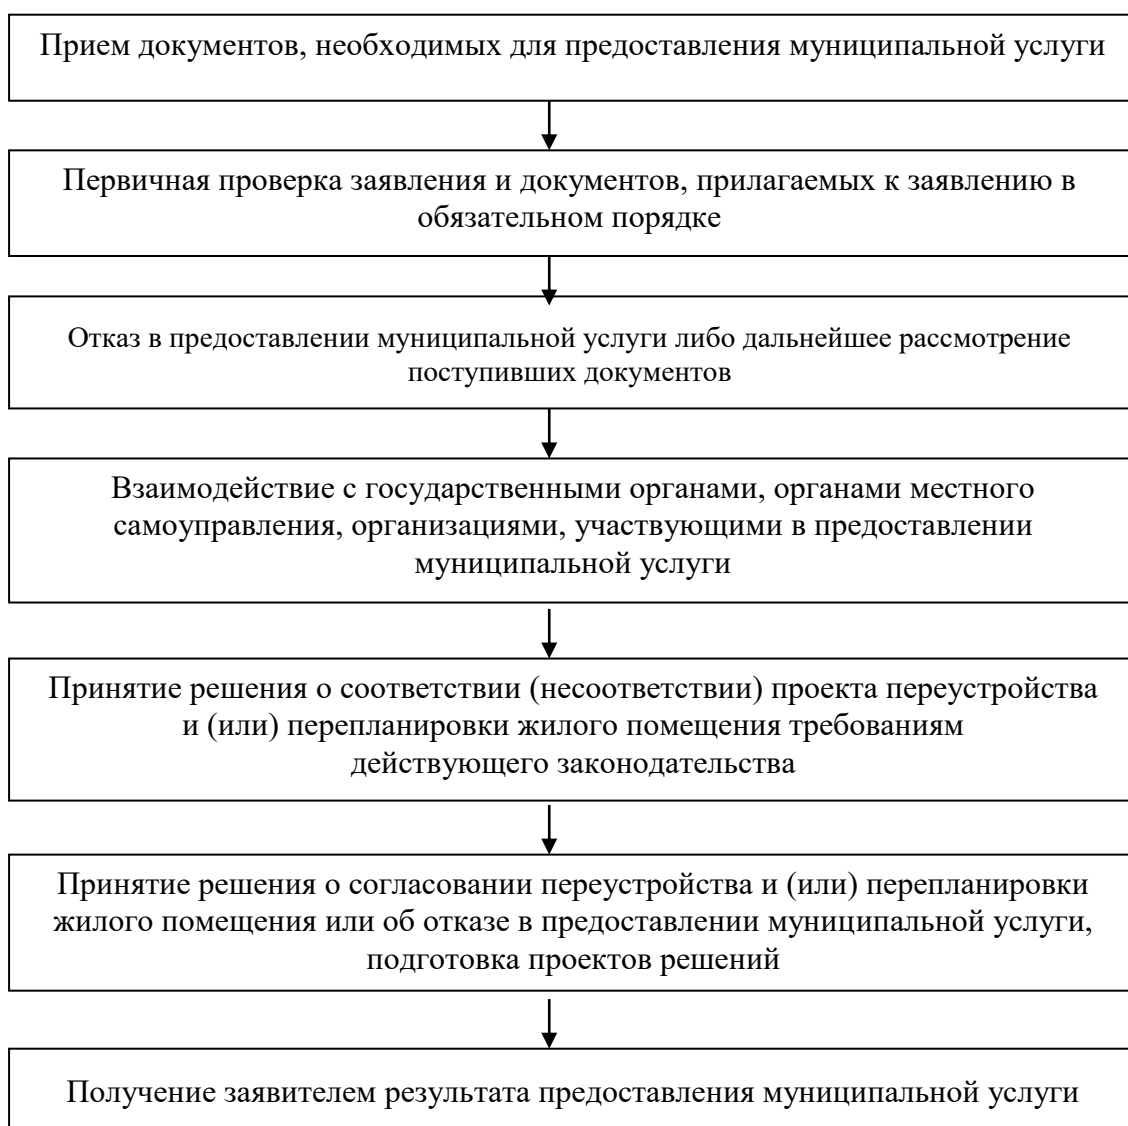 Прием документов, необходимых для предоставления муниципальной услуги
Первичная проверка заявления и документов, прилагаемых к заявлению в
обязательном порядке
Отказ в предоставлении муниципальной услуги либо дальнейшее рассмотрение
поступивших документов
Взаимодействие с государственными органами, органами местного
самоуправления, организациями, участвующими в предоставлении
муниципальной услуги
Принятие решения о соответствии (несоответствии) проекта переустройства
и (или) перепланировки жилого помещения требованиям
действующего законодательства
Принятие решения о согласовании переустройства и (или) перепланировки
жилого помещения или об отказе в предоставлении муниципальной услуги,
подготовка проектов решений
Получение заявителем результата предоставления муниципальной услуги